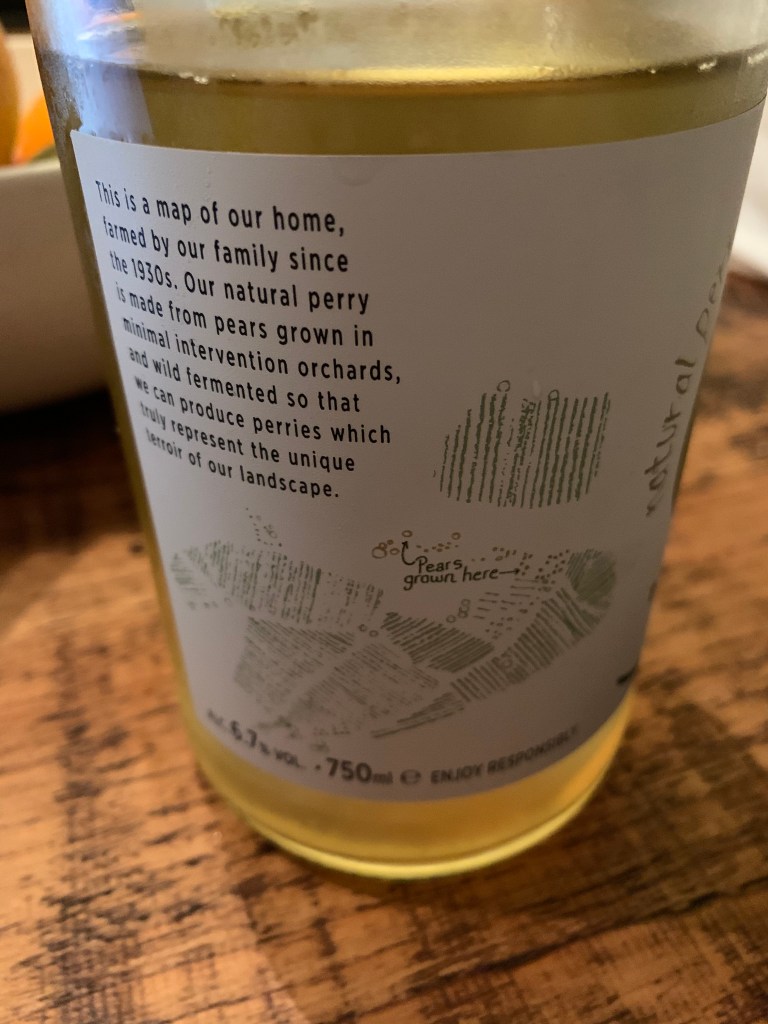 This is a map of our home,
farmed by our family since
the 1930s. Our natural perry
is made from pears grown in
minimal intervention orchards,
and wild fermented so that
we can produce perries which
truly represent the unique
terroir of our landscape.
Pears
grown here
ALC 6.7% VOL. · 750ml ℮ ENJOY RESPONSIBLY
natural